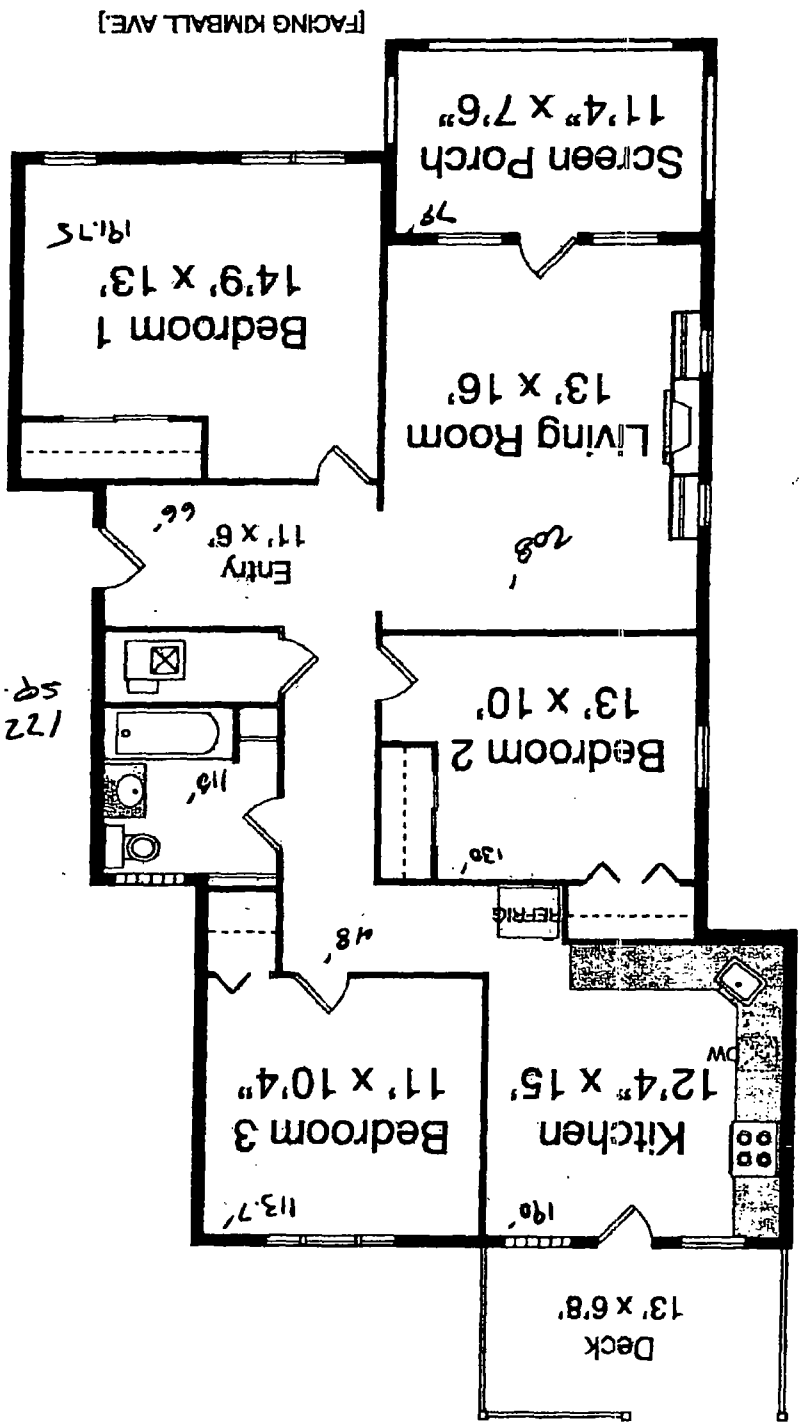 Deck
13' x 6'8'
190'
113.7'
Kitchen
12'4" x 15'
Bedroom 3
11' x 10'4"
DW
48'
REFRIG
130'
Bedroom 2
13' x 10'
122
sq.
208'
Entry
11' x 6'
66'
Living Room
13' x 16'
Bedroom 1
14'9' x 13'
191.75
79'
Screen Porch
11'4" x 7'6"
[FACING KIMBALL AVE.]